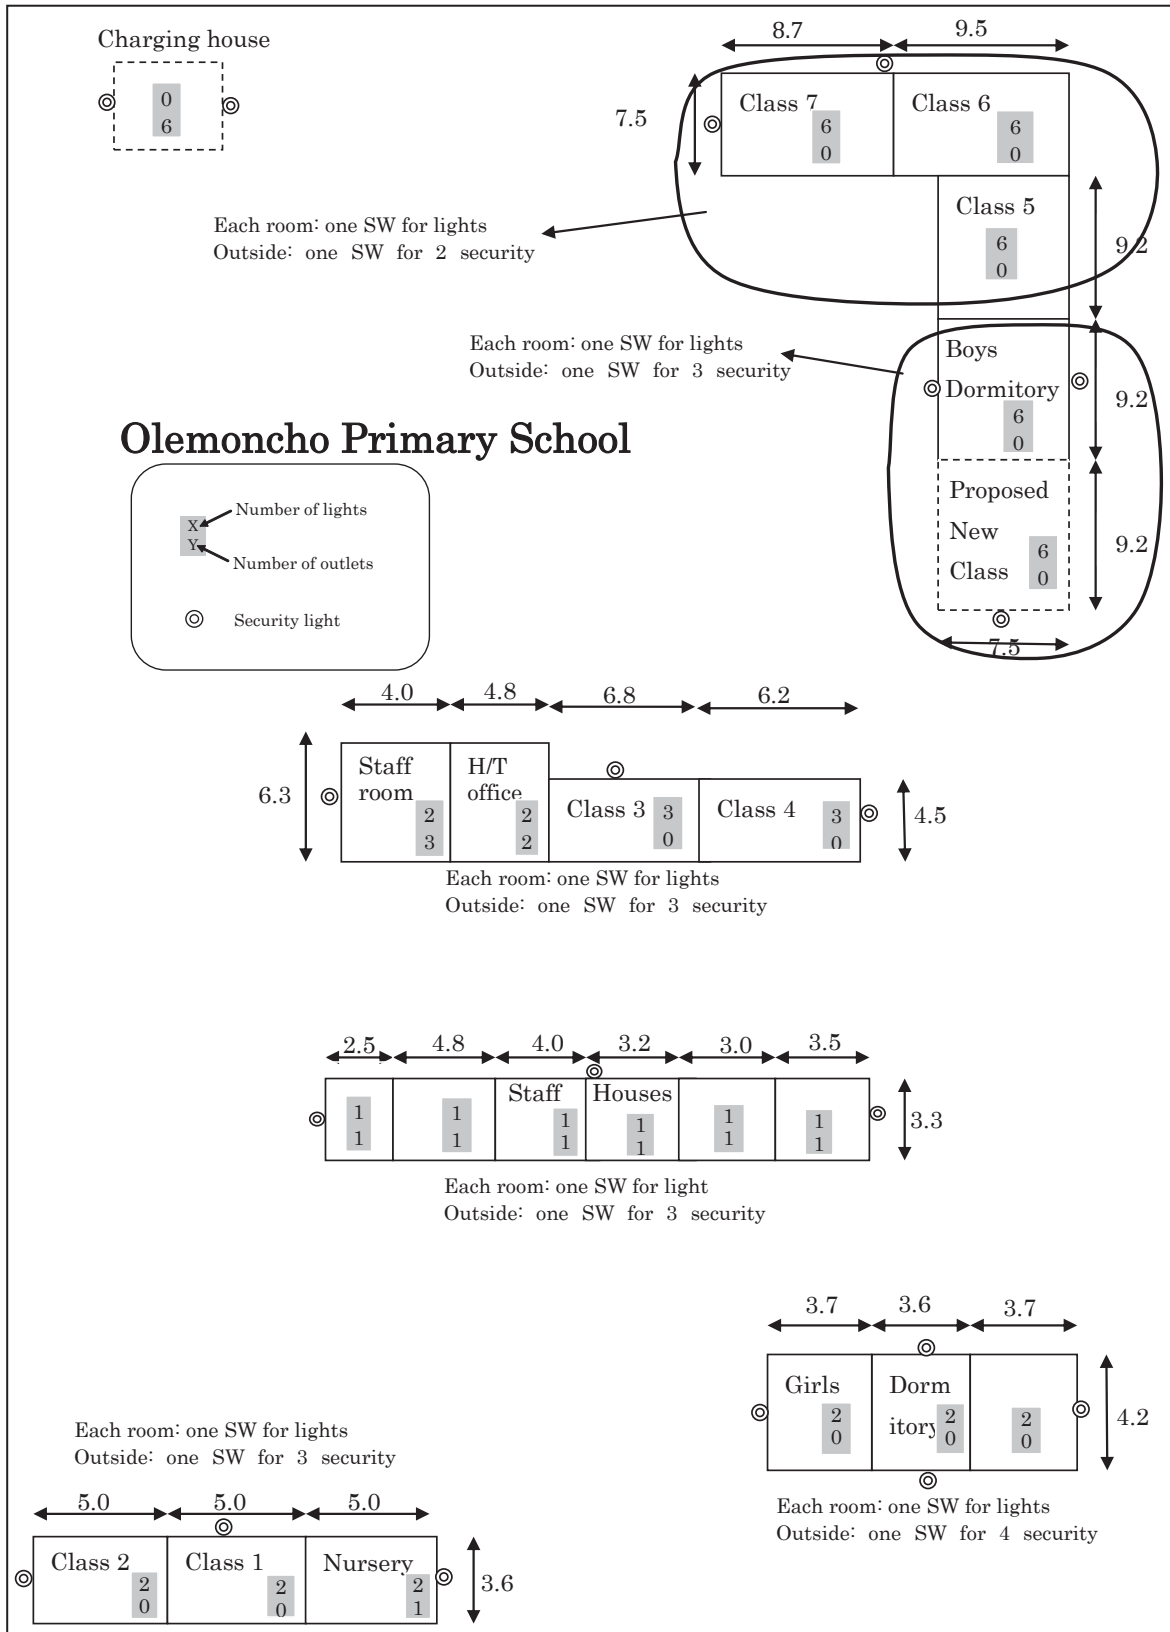 Charging house
0
6
8.7
9.5
7.5
Class 7
6
0
Class 6
6
0
Class 5
6
0
9.2
Each room: one SW for lights
Outside: one SW for 2 security
Each room: one SW for lights
Outside: one SW for 3 security
Boys
Dormitory
6
0
9.2
Olemoncho Primary School
X
Y
Number of lights
Number of outlets
Security light
Proposed
New
Class
6
0
9.2
7.5
4.0
4.8
6.8
6.2
6.3
Staff
room
2
3
H/T
office
2
2
Class 3
3
0
Class 4
3
0
4.5
Each room: one SW for lights
Outside: one SW for 3 security
2.5
4.8
4.0
3.2
3.0
3.5
1
1
1
1
Staff
1
1
Houses
1
1
1
1
1
1
3.3
Each room: one SW for light
Outside: one SW for 3 security
3.7
3.6
3.7
Girls
2
0
Dorm
itory
2
0
2
0
4.2
Each room: one SW for lights
Outside: one SW for 4 security
Each room: one SW for lights
Outside: one SW for 3 security
5.0
5.0
5.0
Class 2
2
0
Class 1
2
0
Nursery
2
1
3.6